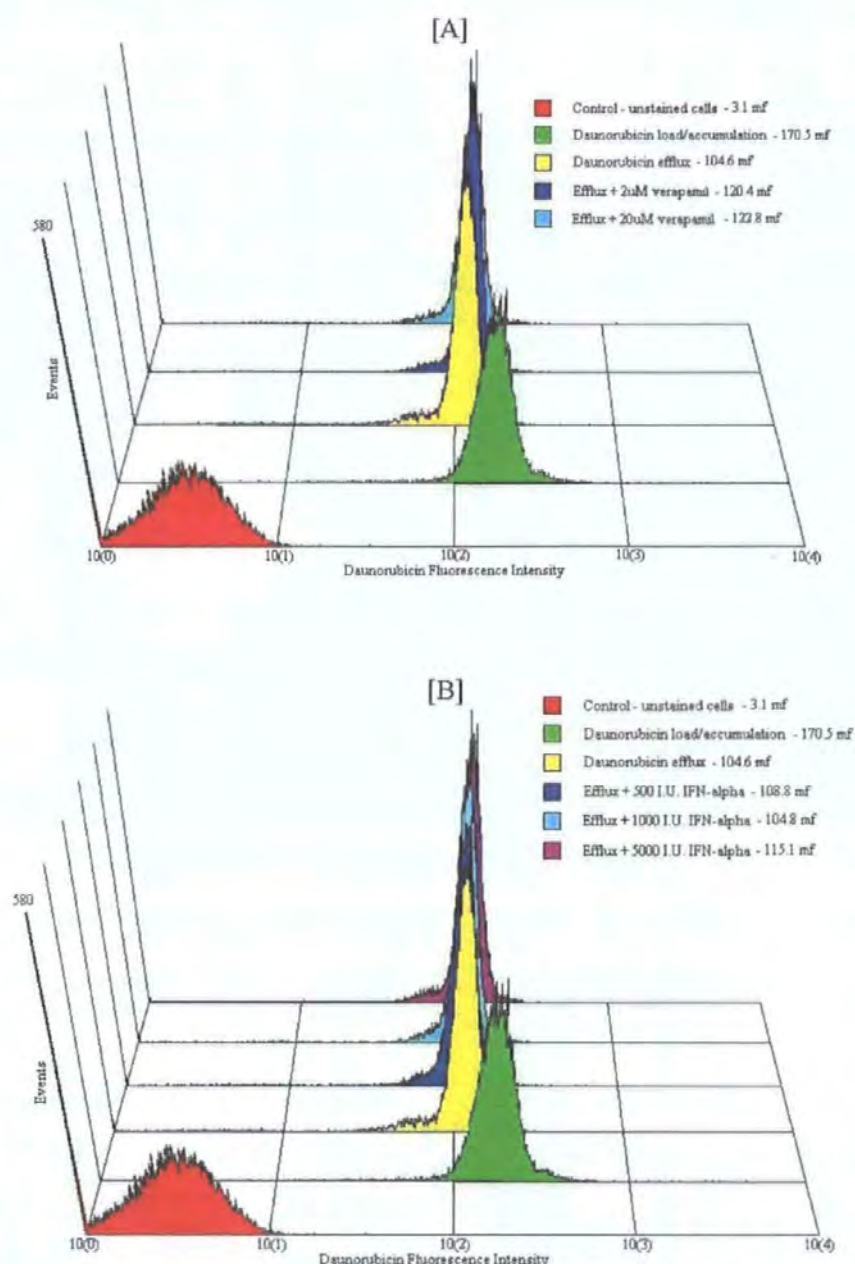 [A]
Control - unstained cells - 3.1 mf
Daunorubicin load/accumulation - 170.5 mf
Daunorubicin efflux - 104.6 mf
Efflux + 2uM verapamil - 120.4 mf
Efflux + 20uM verapamil - 122.8 mf
580
Events
10(0) 10(1) 10(2) 10(3) 10(4)
Daunorubicin Fluorescence Intensity
[B]
Control - unstained cells - 3.1 mf
Daunorubicin load/accumulation - 170.5 mf
Daunorubicin efflux - 104.6 mf
Efflux + 500 I.U. IFN-alpha - 108.8 mf
Efflux + 1000 I.U. IFN-alpha - 104.8 mf
Efflux + 5000 I.U. IFN-alpha - 115.1 mf
580
Events
10(0) 10(1) 10(2) 10(3) 10(4)
Daunorubicin Fluorescence Intensity